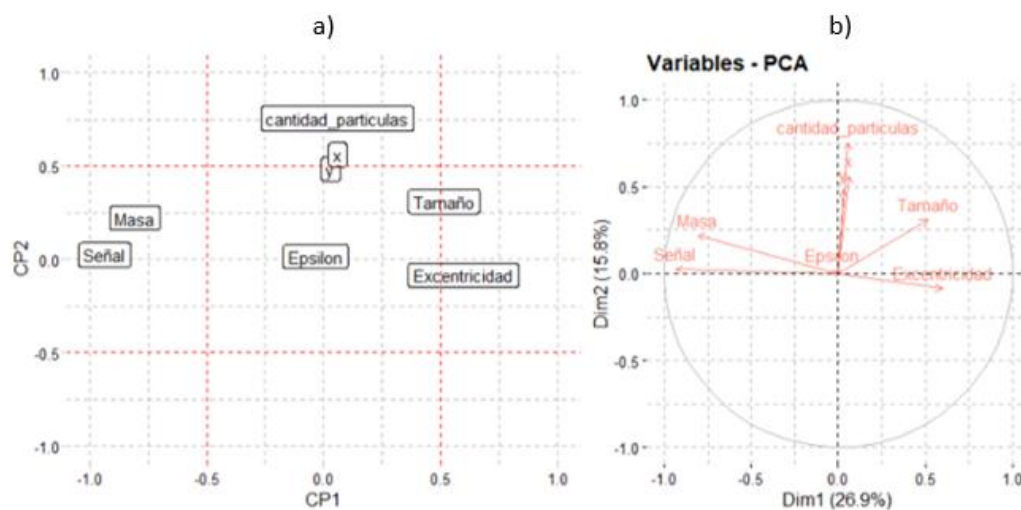 a)
b)
Variables - PCA
1.0
0.5
0.0
-0.5
-1.0
CP2
cantidad_particulas
x
y
Tamaño
Masa
Señal
Epsilon
Excentricidad
-1.0 -0.5 0.0 0.5 1.0
CP1
1.0
0.5
0.0
-0.5
-1.0
Dim2 (15.8%)
cantidad_particulas
Tamaño
Masa
Señal
Epsilon
Excentricidad
-1.0 -0.5 0.0 0.5 1.0
Dim1 (26.9%)